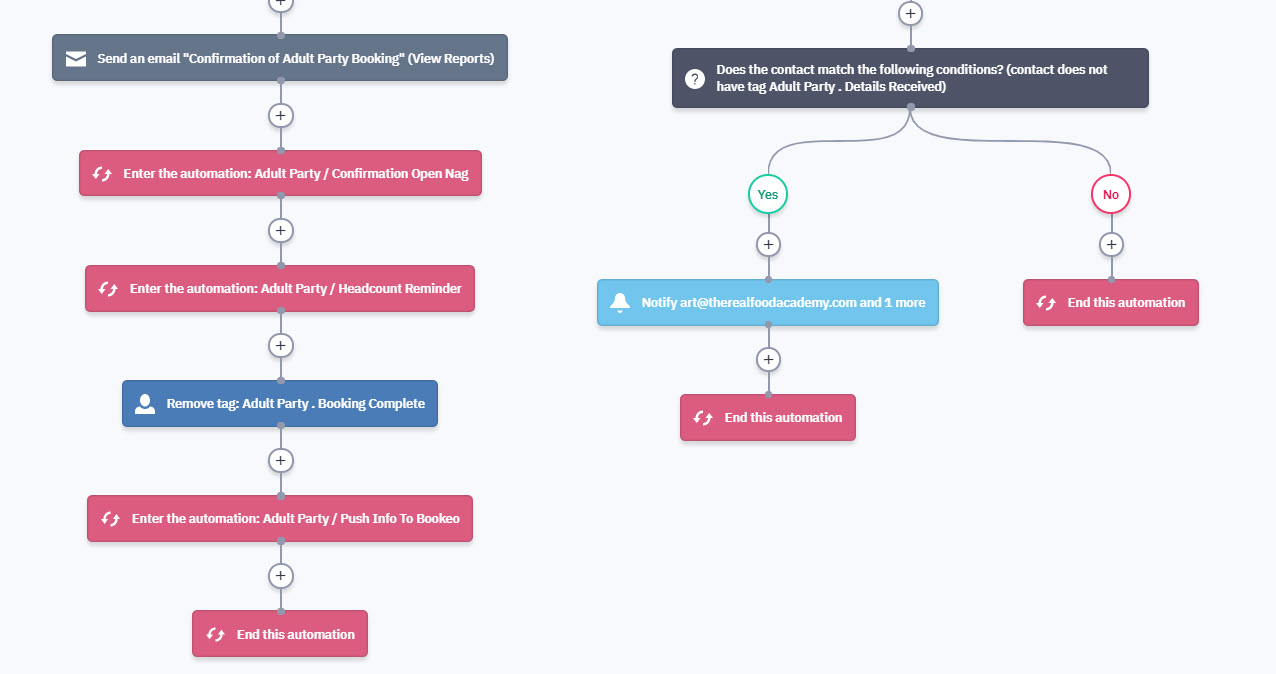 Send an email "Confirmation of Adult Party Booking" (View Reports)
Enter the automation: Adult Party / Confirmation Open Nag
Enter the automation: Adult Party / Headcount Reminder
Remove tag: Adult Party . Booking Complete
Enter the automation: Adult Party / Push Info To Bookeo
End this automation
Does the contact match the following conditions? (contact does not
have tag Adult Party . Details Received)
Yes
No
Notify art@therealfoodacademy.com and 1 more
End this automation
End this automation